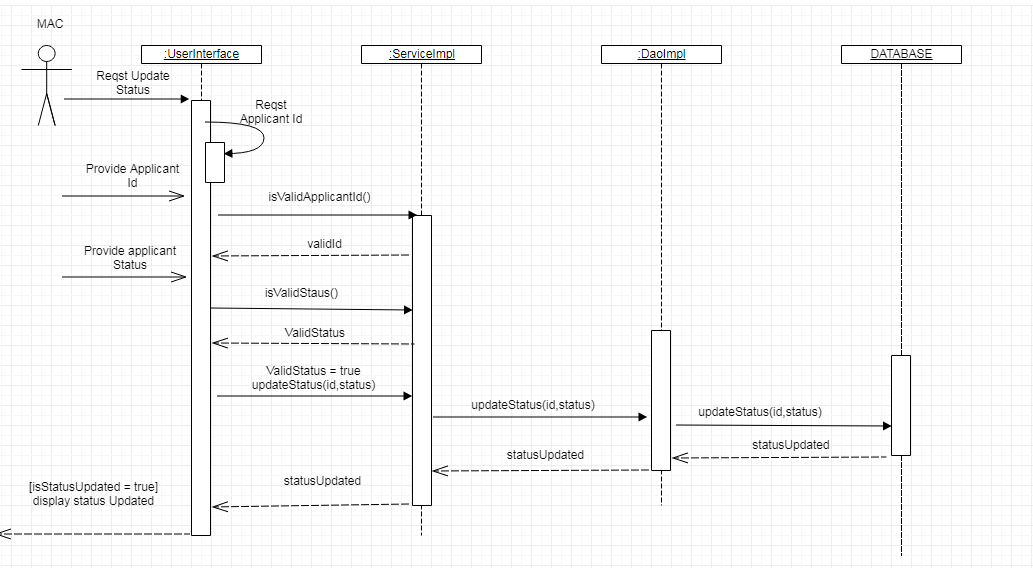 MAC
:UserInterface
:ServiceImpl
:DaoImpl
DATABASE
Reqst Update
Status
Reqst
Applicant Id
Provide Applicant
Id
isValidApplicantId()
validId
Provide applicant
Status
isValidStaus()
ValidStatus
ValidStatus = true
updateStatus(id,status)
updateStatus(id,status)
updateStatus(id,status)
statusUpdated
statusUpdated
statusUpdated
[isStatusUpdated = true]
display status Updated